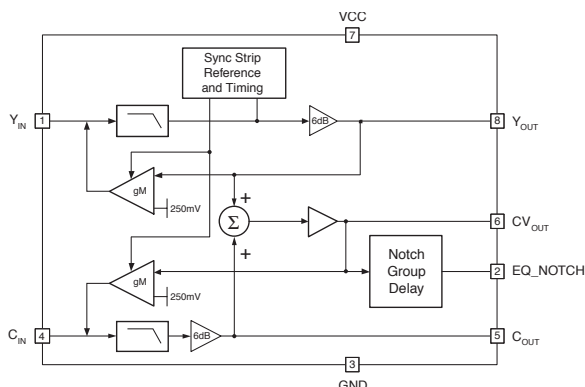 VCC
7
Sync Strip
Reference
and Timing
Y_IN
1
6dB
8
Y_OUT
gM
250mV
+
Σ
+
6
CV_OUT
Notch
Group
Delay
2
EQ_NOTCH
gM
250mV
C_IN
4
6dB
5
C_OUT
3
GND